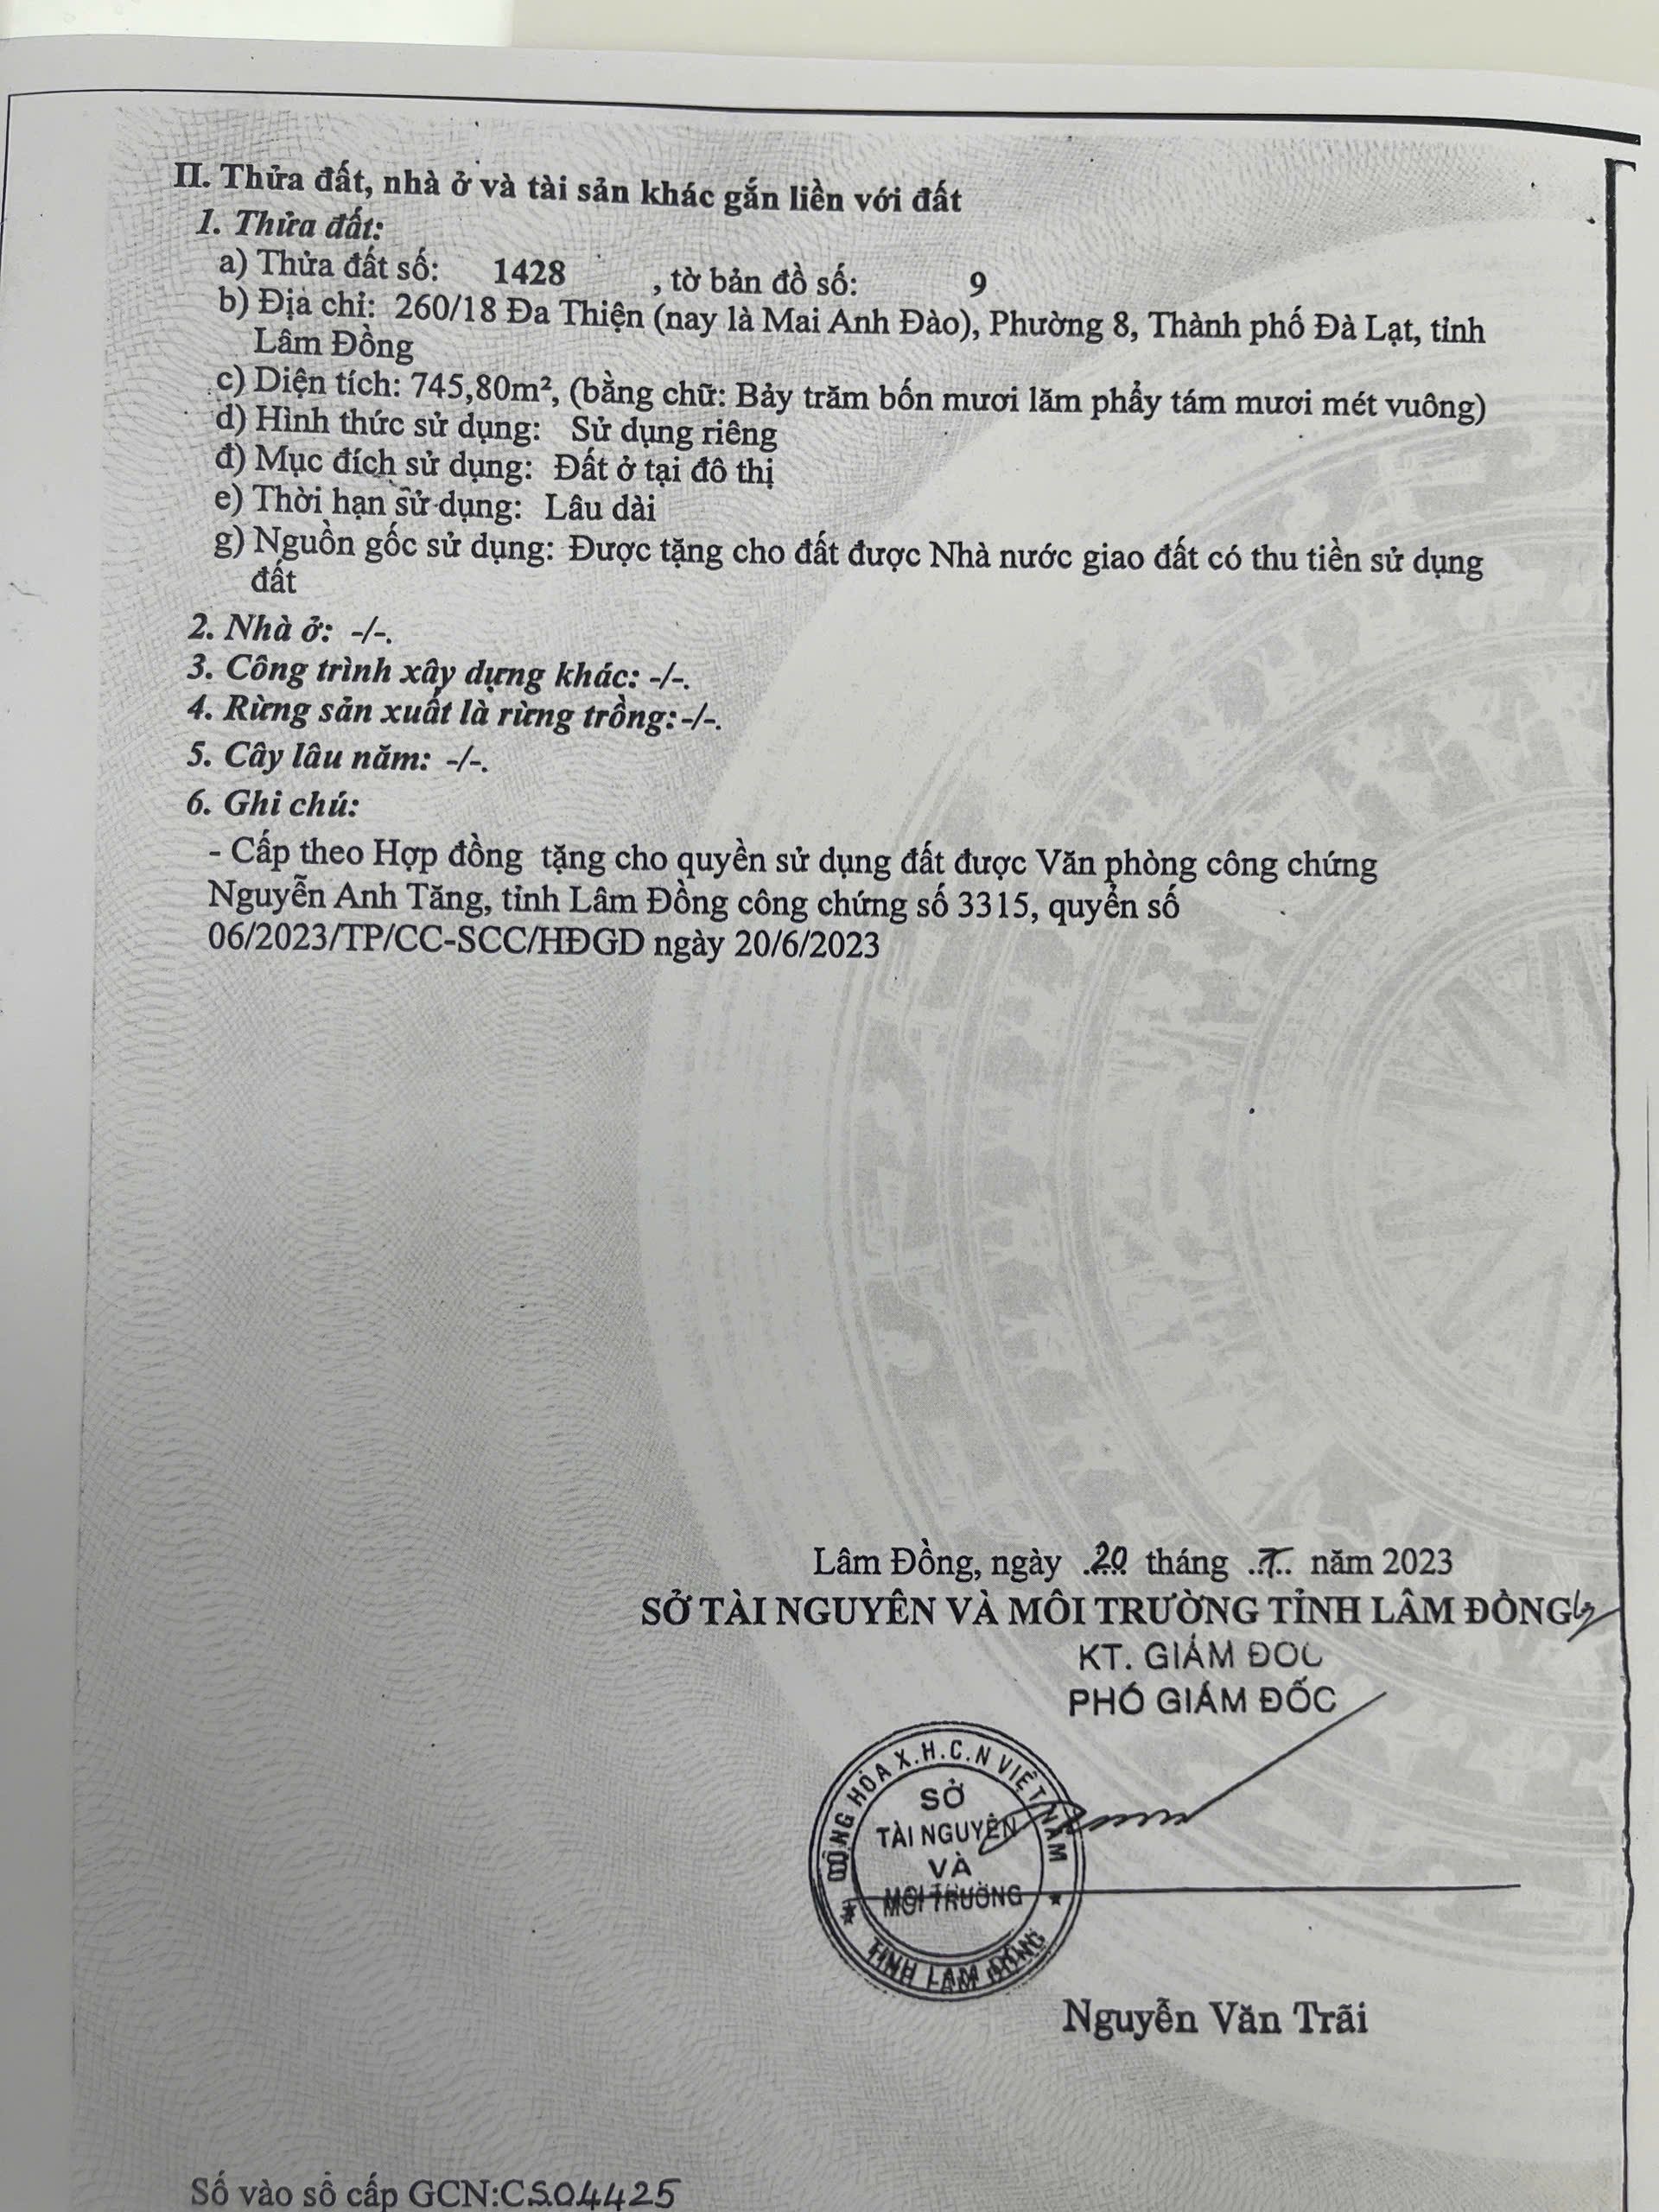 II. Thửa đất, nhà ở và tài sản khác gắn liền với đất
1. Thửa đất:
a) Thửa đất số: 1428 , tờ bản đồ số: 9
b) Địa chỉ: 260/18 Đa Thiện (nay là Mai Anh Đào), Phường 8, Thành phố Đà Lạt, tỉnh
Lâm Đồng
c) Diện tích: 745,80m², (bằng chữ: Bảy trăm bốn mươi lăm phẩy tám mươi mét vuông)
d) Hình thức sử dụng: Sử dụng riêng
đ) Mục đích sử dụng: Đất ở tại đô thị
e) Thời hạn sử dụng: Lâu dài
g) Nguồn gốc sử dụng: Được tặng cho đất được Nhà nước giao đất có thu tiền sử dụng
đất
2. Nhà ở: -/-.
3. Công trình xây dựng khác: -/-.
4. Rừng sản xuất là rừng trồng: -/-.
5. Cây lâu năm: -/-.
6. Ghi chú:
- Cấp theo Hợp đồng tặng cho quyền sử dụng đất được Văn phòng công chứng
Nguyễn Anh Tăng, tỉnh Lâm Đồng công chứng số 3315, quyển số
06/2023/TP/CC-SCC/HĐGD ngày 20/6/2023
Lâm Đồng, ngày 20 tháng 7 năm 2023
SỞ TÀI NGUYÊN VÀ MÔI TRƯỜNG TỈNH LÂM ĐỒNG
KT. GIÁM ĐỐC
PHÓ GIÁM ĐỐC
CỘNG HÒA X.H.C.N VIỆT NAM
SỞ
TÀI NGUYÊN
VÀ
MÔI TRƯỜNG
TỈNH LÂM ĐỒNG
Nguyễn Văn Trãi
Số vào sổ cấp GCN:CS04425